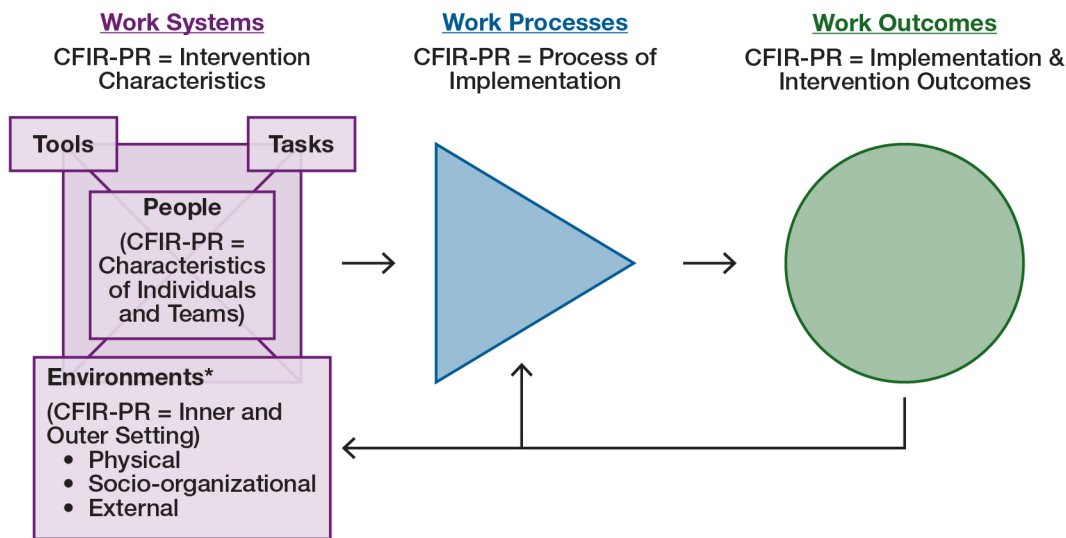 Work Systems
CFIR-PR = Intervention
Characteristics
Work Processes
CFIR-PR = Process of
Implementation
Work Outcomes
CFIR-PR = Implementation &
Intervention Outcomes
Tools
Tasks
People
(CFIR-PR =
Characteristics
of Individuals
and Teams)
Environments*
(CFIR-PR = Inner and
Outer Setting)
• Physical
• Socio-organizational
• External